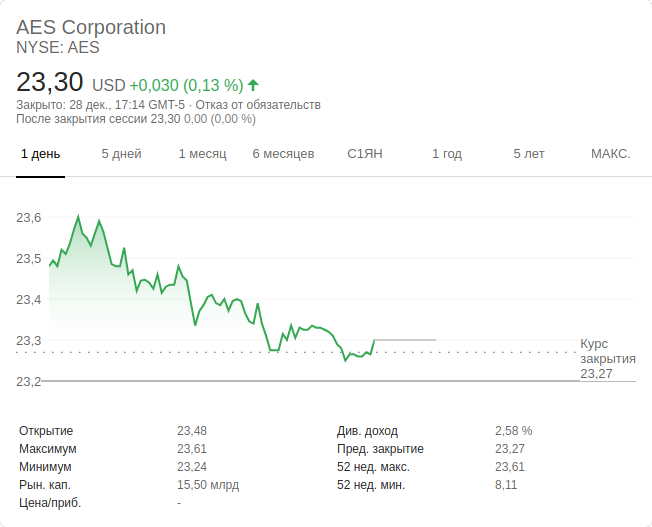 AES Corporation
NYSE: AES
23,30 USD +0,030 (0,13 %)
Закрыто: 28 дек., 17:14 GMT-5 · Отказ от обязательств
После закрытия сессии 23,30 0,00 (0,00 %)
1 день 5 дней 1 месяц 6 месяцев С1ЯН 1 год 5 лет МАКС.
23,6
23,5
23,4
23,3
23,2
Курс
закрытия
23,27
Открытие 23,48 Див. доход 2,58 %
Максимум 23,61 Пред. закрытие 23,27
Минимум 23,24 52 нед. макс. 23,61
Рын. кап. 15,50 млрд 52 нед. мин. 8,11
Цена/приб. -